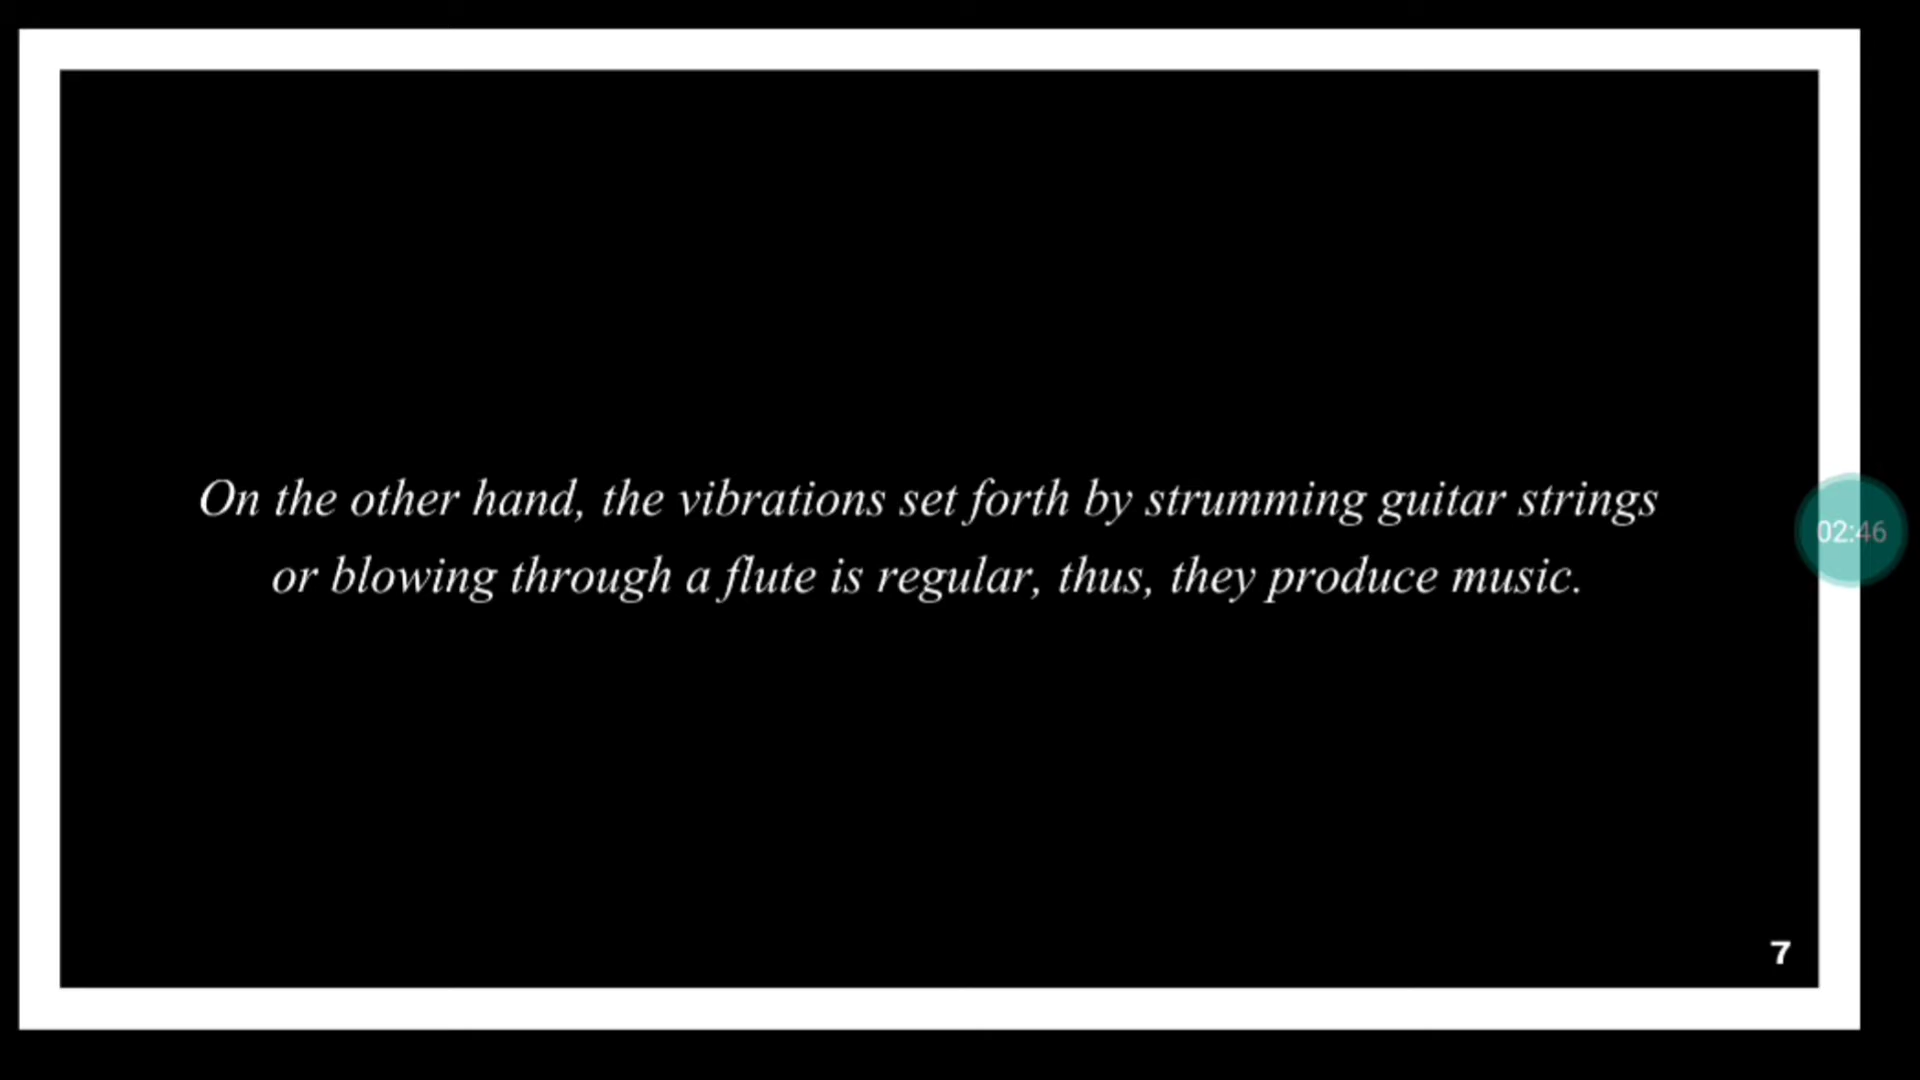 On the other hand, the vibrations set forth by strumming guitar strings
or blowing through a flute is regular, thus, they produce music.
02:46
7